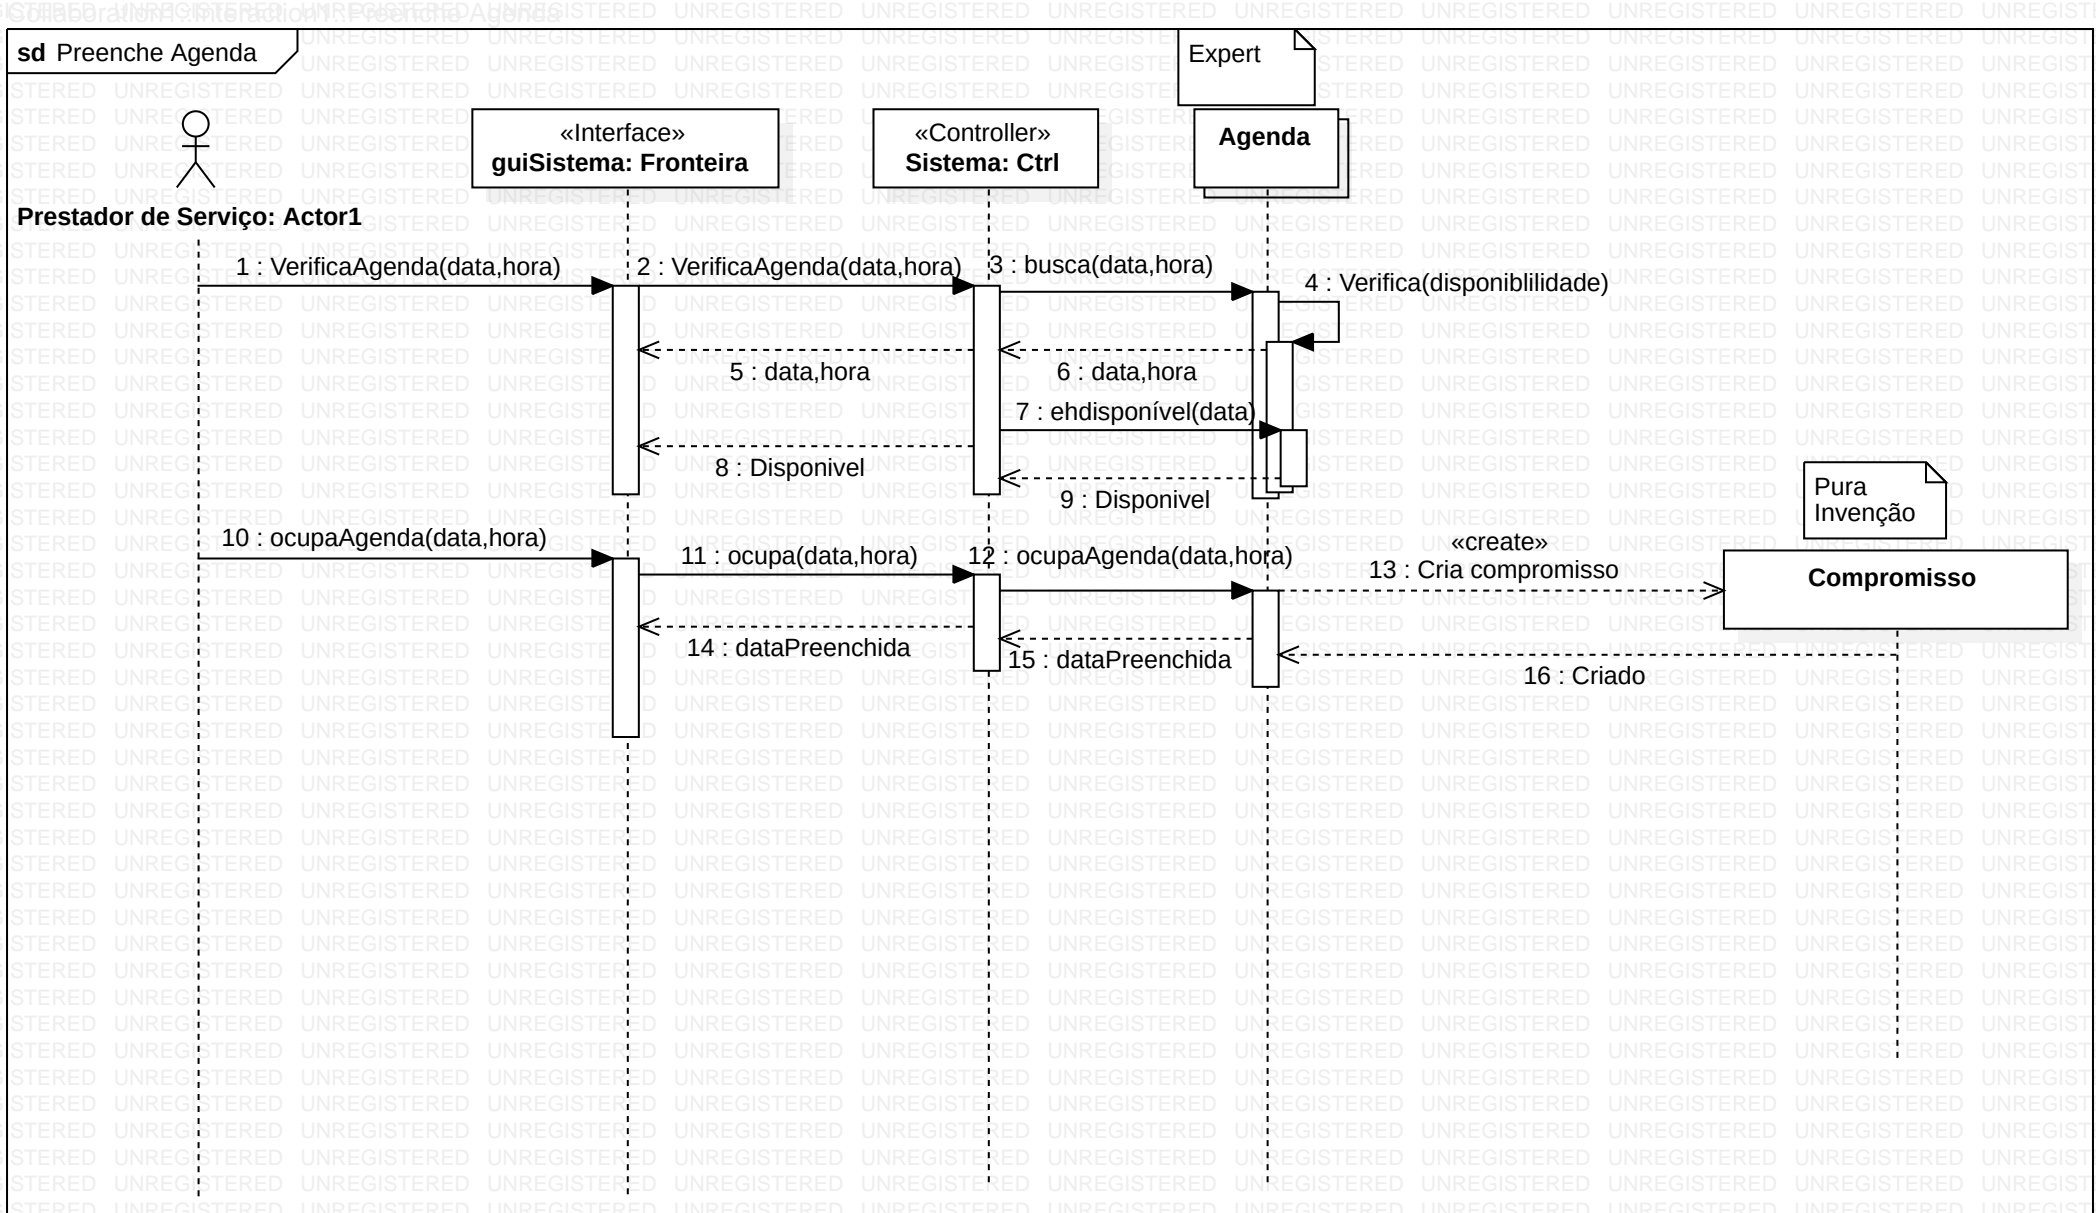 Collaboration1::Interaction1::Preenche Agenda
sd Preenche Agenda
Expert
«Interface»
guiSistema: Fronteira
«Controller»
Sistema: Ctrl
Agenda
Prestador de Serviço: Actor1
1 : VerificaAgenda(data,hora)
2 : VerificaAgenda(data,hora)
3 : busca(data,hora)
4 : Verifica(disponiblilidade)
5 : data,hora
6 : data,hora
7 : ehdisponível(data)
8 : Disponivel
9 : Disponivel
Pura
Invenção
10 : ocupaAgenda(data,hora)
11 : ocupa(data,hora)
12 : ocupaAgenda(data,hora)
«create»
13 : Cria compromisso
Compromisso
14 : dataPreenchida
15 : dataPreenchida
16 : Criado
UNREGISTERED